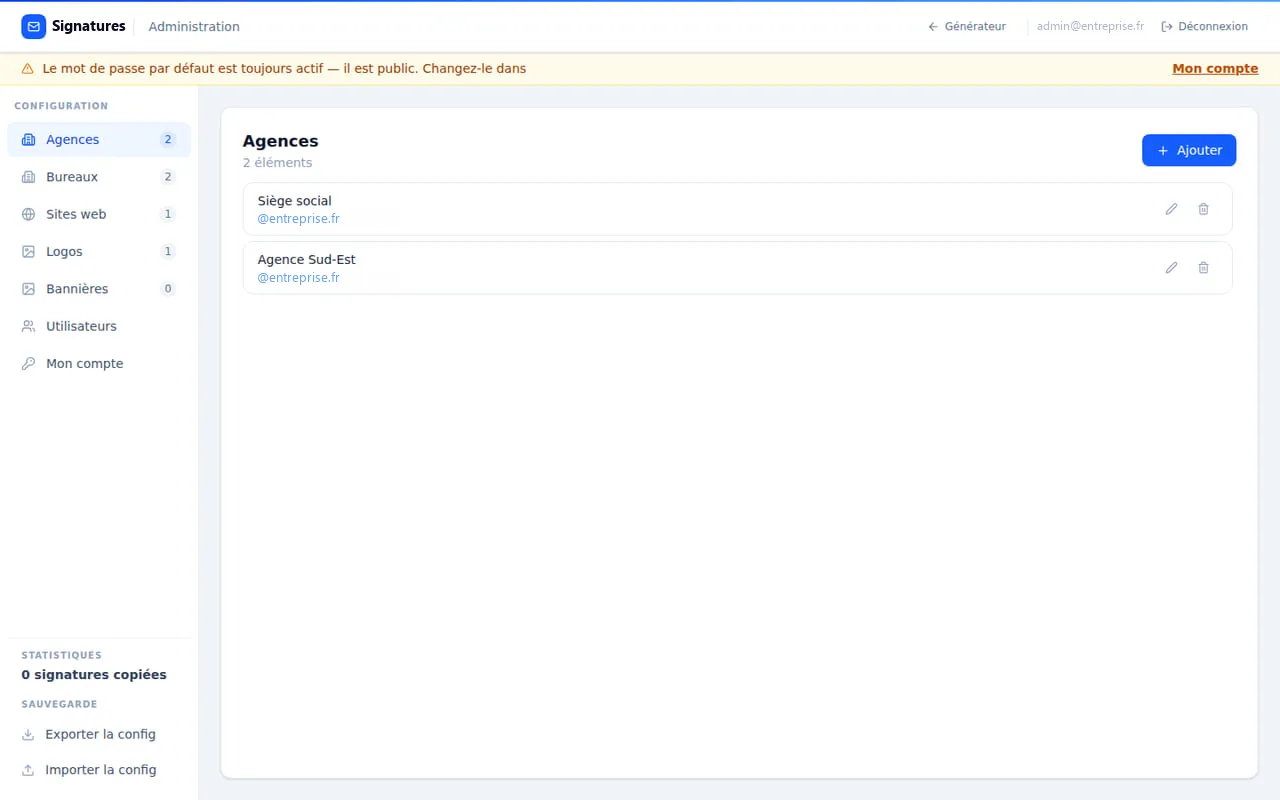 Signatures
Administration
Générateur
admin@entreprise.fr
Déconnexion
Le mot de passe par défaut est toujours actif — il est public. Changez-le dans
Mon compte
CONFIGURATION
Agences 2
Bureaux 2
Sites web 1
Logos 1
Bannières 0
Utilisateurs
Mon compte
STATISTIQUES
0 signatures copiées
SAUVEGARDE
Exporter la config
Importer la config
Agences
2 éléments
Ajouter
Siège social
@entreprise.fr
Agence Sud-Est
@entreprise.fr